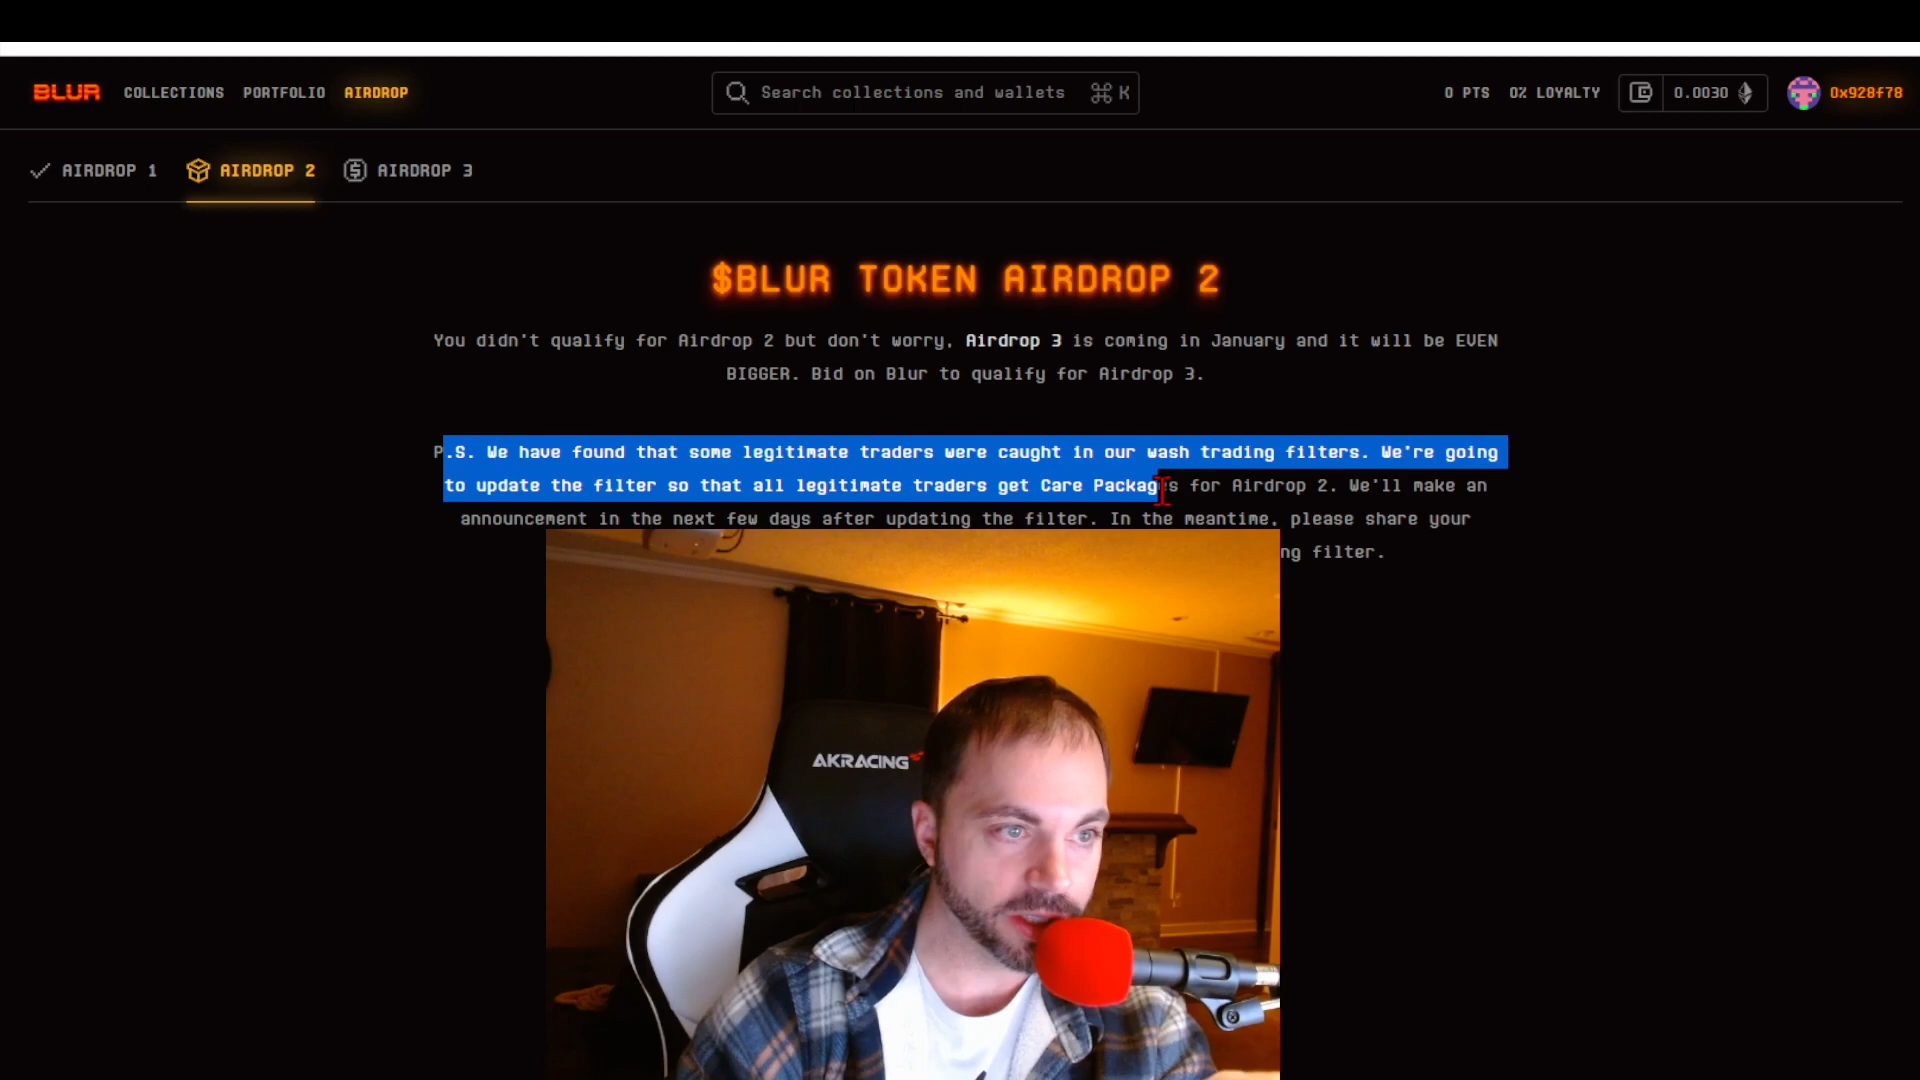 BLUR COLLECTIONS PORTFOLIO AIRDROP Search collections and wallets ⌘ K 0 PTS 0% LOYALTY 0.0030 0x928f78
AIRDROP 1 AIRDROP 2 AIRDROP 3
$BLUR TOKEN AIRDROP 2
You didn't qualify for Airdrop 2 but don't worry, Airdrop 3 is coming in January and it will be EVEN
BIGGER. Bid on Blur to qualify for Airdrop 3.
P.S. We have found that some legitimate traders were caught in our wash trading filters. We're going
to update the filter so that all legitimate traders get Care Packages for Airdrop 2. We'll make an
announcement in the next few days after updating the filter. In the meantime, please share your
ng filter.
AKRACING